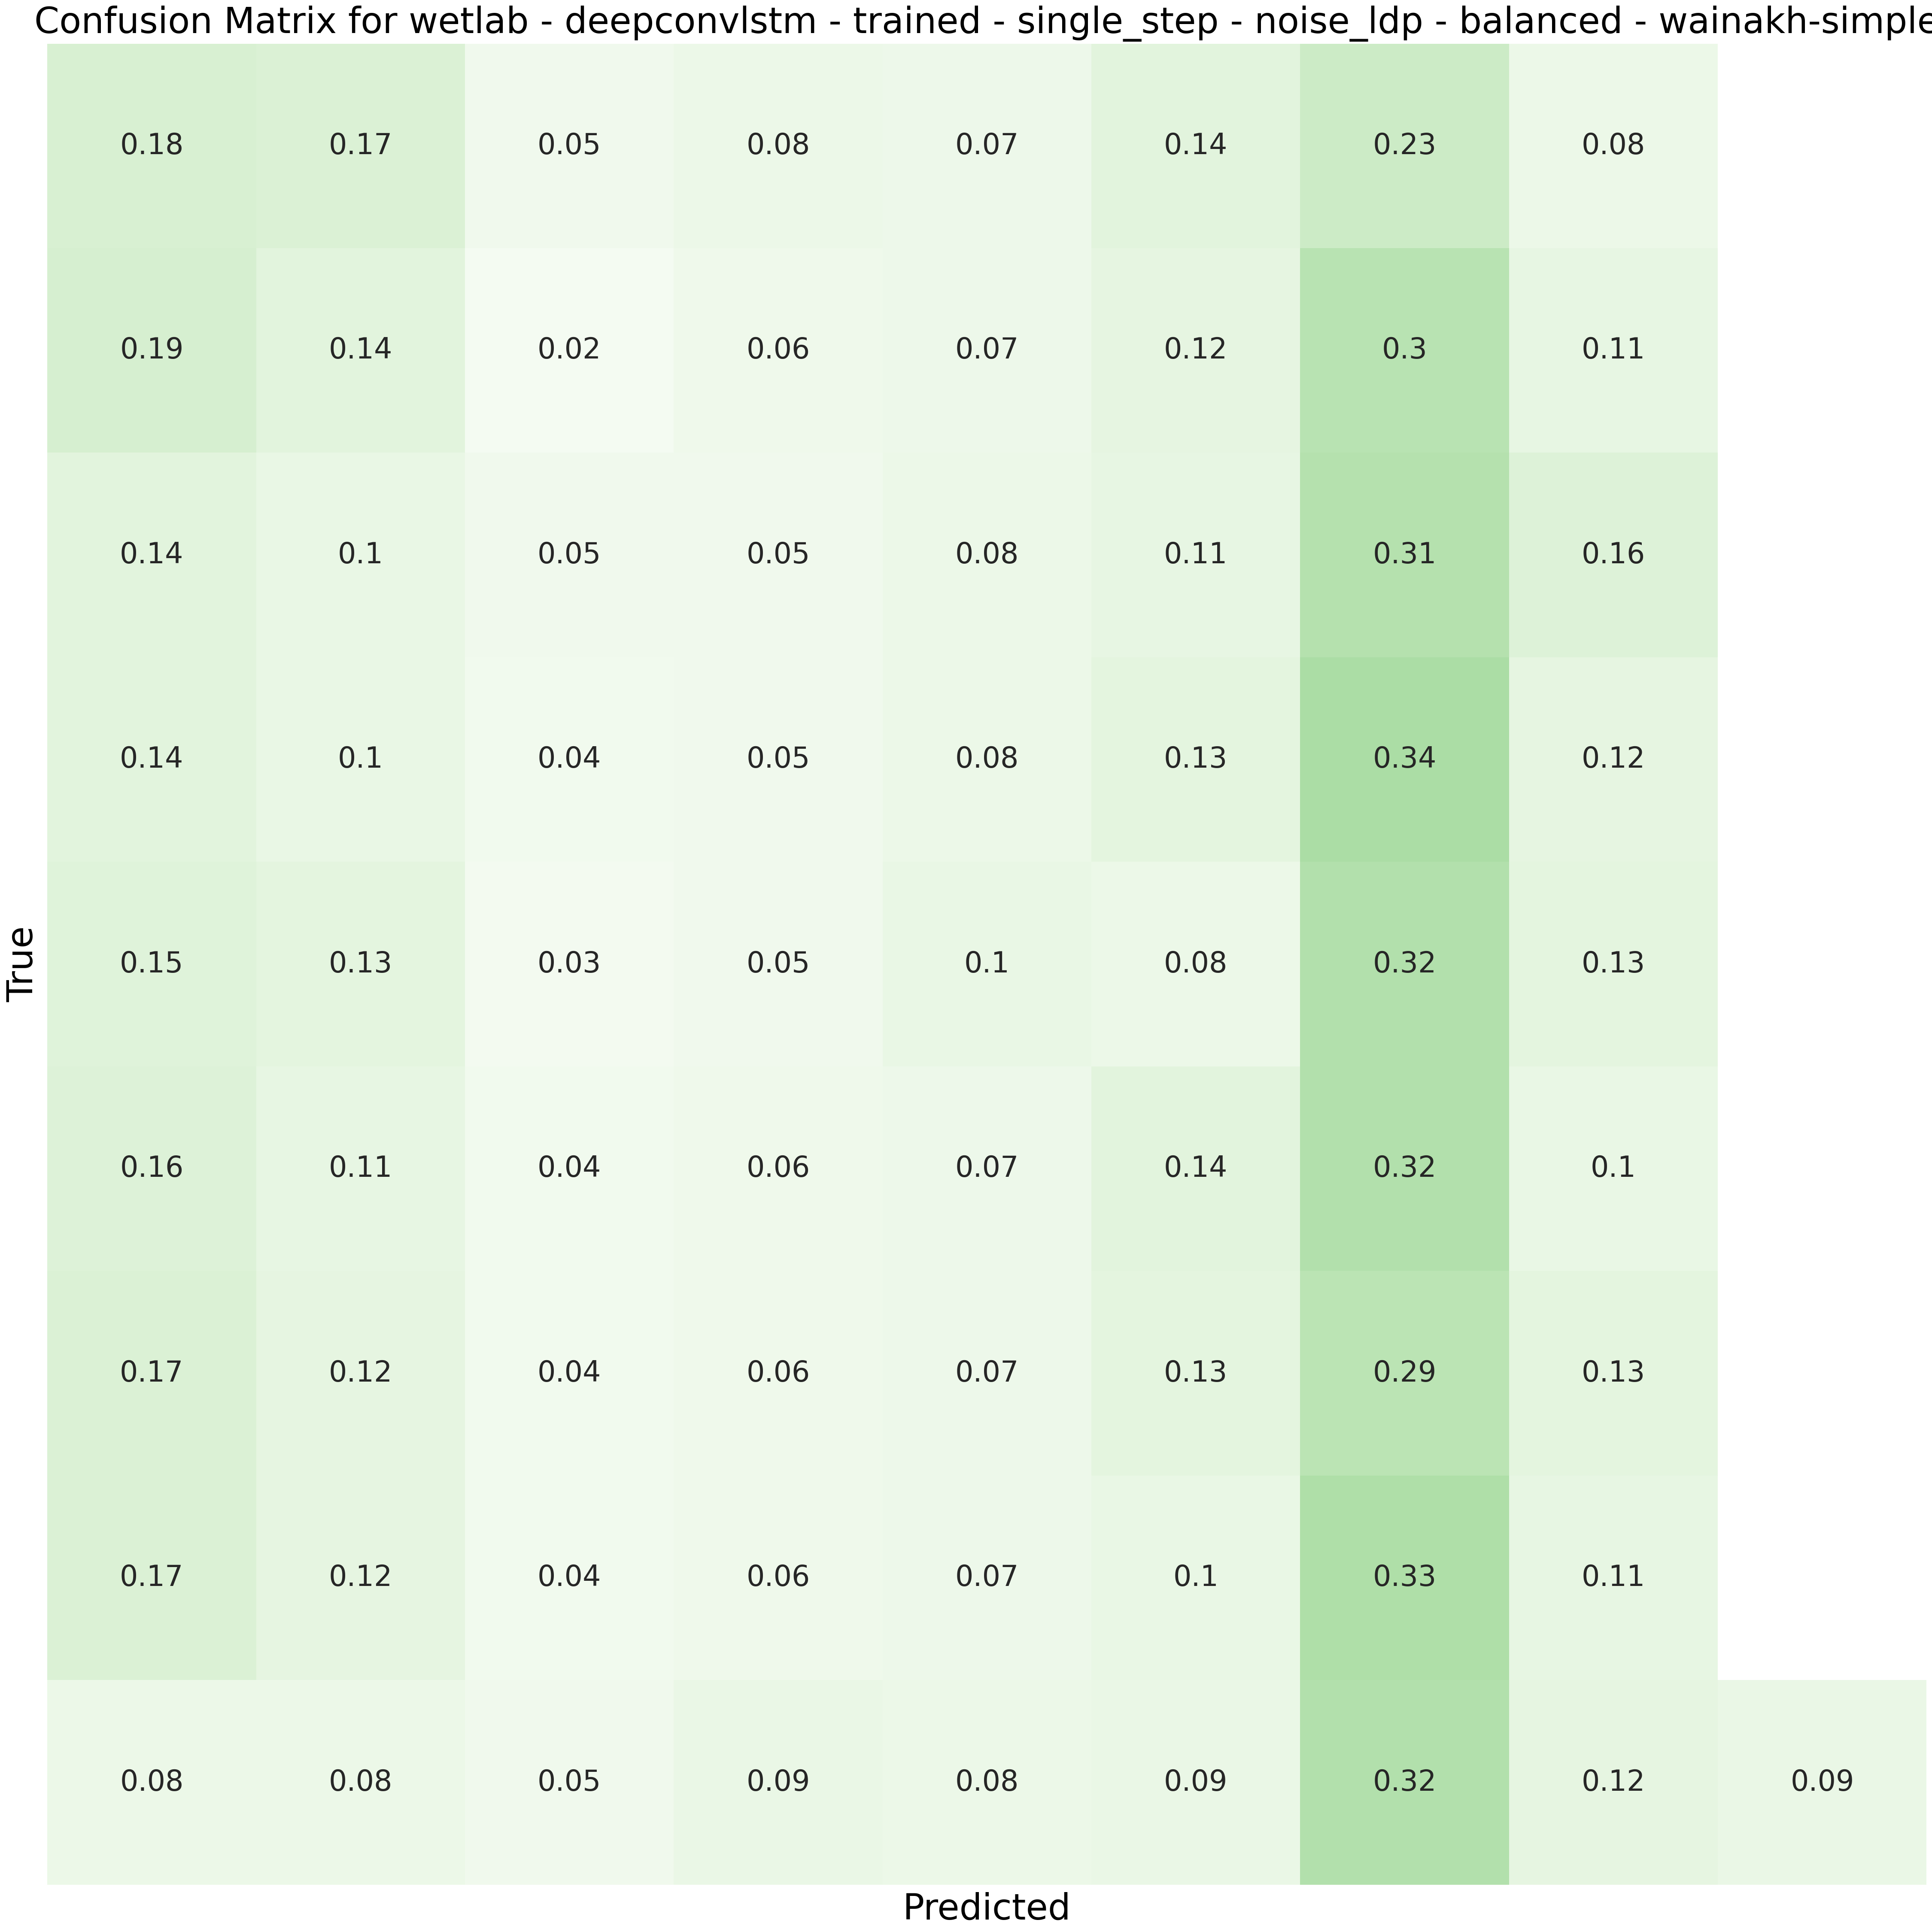 Confusion Matrix for wetlab - deepconvlstm - trained - single_step - noise_ldp - balanced - wainakh-simple
0.18 0.17 0.05 0.08 0.07 0.14 0.23 0.08
0.19 0.14 0.02 0.06 0.07 0.12 0.3 0.11
0.14 0.1 0.05 0.05 0.08 0.11 0.31 0.16
0.14 0.1 0.04 0.05 0.08 0.13 0.34 0.12
0.15 0.13 0.03 0.05 0.1 0.08 0.32 0.13
0.16 0.11 0.04 0.06 0.07 0.14 0.32 0.1
0.17 0.12 0.04 0.06 0.07 0.13 0.29 0.13
0.17 0.12 0.04 0.06 0.07 0.1 0.33 0.11
0.08 0.08 0.05 0.09 0.08 0.09 0.32 0.12 0.09
True
Predicted